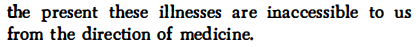 the present these illnesses are inaccessible to us
from the direction of medicine.